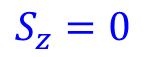 S_z = 0